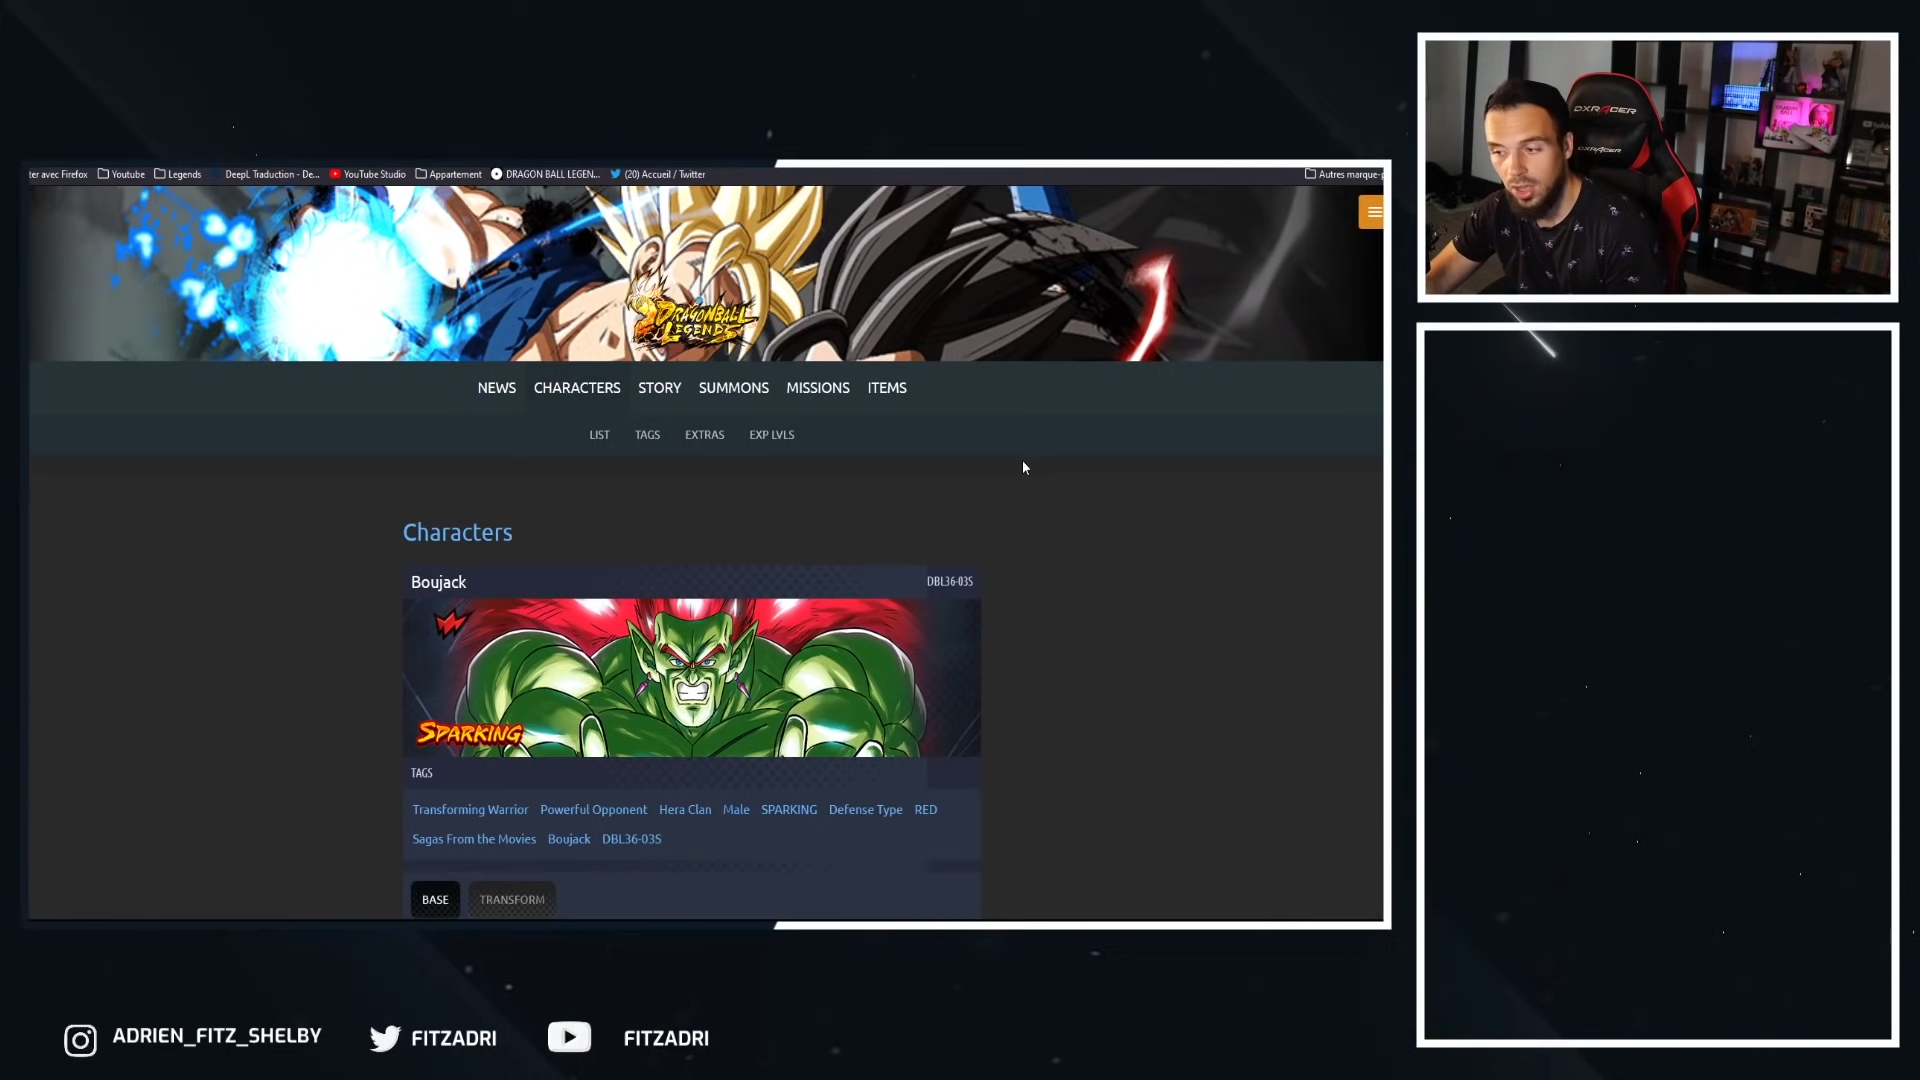 ter avec Firefox Youtube Legends DeepL Traduction - De... YouTube Studio Appartement DRAGON BALL LEGEN... (20) Accueil / Twitter Autres marque-p
DRAGONBALL
LEGENDS
NEWS CHARACTERS STORY SUMMONS MISSIONS ITEMS
LIST TAGS EXTRAS EXP LVLS
Characters
Boujack DBL36-03S
SPARKING
TAGS
Transforming Warrior Powerful Opponent Hera Clan Male SPARKING Defense Type RED
Sagas From the Movies Boujack DBL36-03S
BASE TRANSFORM
DXRACER
DXRACER
ADRIEN_FITZ_SHELBY FITZADRI FITZADRI